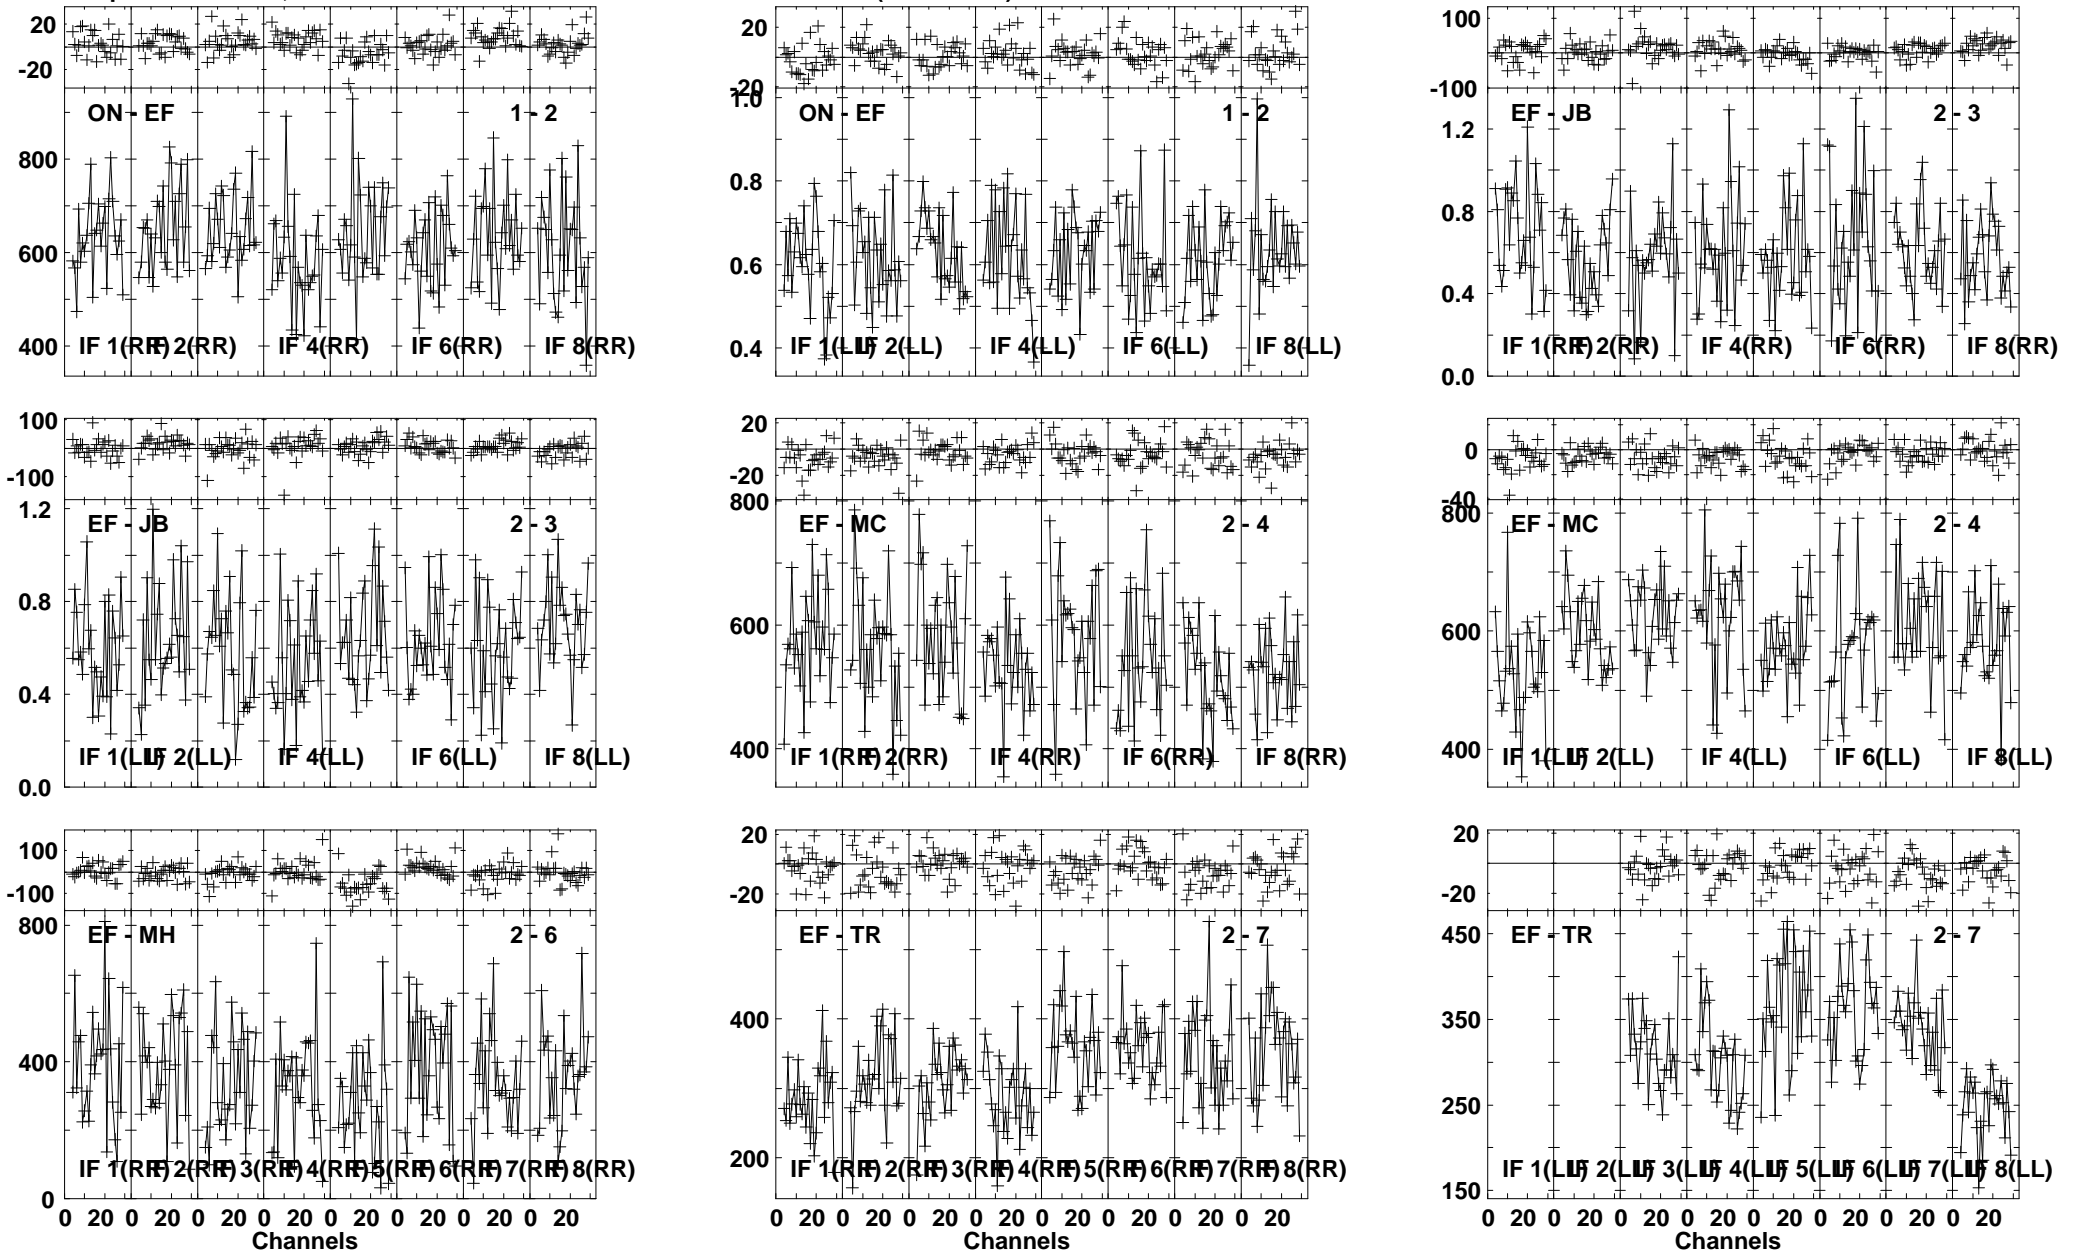 20
-20
ON - EF 1 - 2
800
600
400
IF 1(RR) IF 2(RR) IF 4(RR) IF 6(RR) IF 8(RR)
20
-20
1.0
ON - EF 1 - 2
0.8
0.6
0.4
IF 1(LL) IF 2(LL) IF 4(LL) IF 6(LL) IF 8(LL)
100
-100
EF - JB 2 - 3
1.2
0.8
0.4
0.0
IF 1(RR) IF 2(RR) IF 4(RR) IF 6(RR) IF 8(RR)
100
-100
1.2
EF - JB 2 - 3
0.8
0.4
0.0
IF 1(LL) IF 2(LL) IF 4(LL) IF 6(LL) IF 8(LL)
20
-20
800
EF - MC 2 - 4
600
400
IF 1(RR) IF 2(RR) IF 4(RR) IF 6(RR) IF 8(RR)
0
-40
800
EF - MC 2 - 4
600
400
IF 1(LL) IF 2(LL) IF 4(LL) IF 6(LL) IF 8(LL)
100
-100
800
EF - MH 2 - 6
400
0
IF 1(RR) IF 2(RR) IF 3(RR) IF 4(RR) IF 5(RR) IF 6(RR) IF 7(RR) IF 8(RR)
0 20 0 20 0 20 0 20 0 20 0 20 0 20 0 20
Channels
20
-20
EF - TR 2 - 7
400
200
IF 1(RR) IF 2(RR) IF 3(RR) IF 4(RR) IF 5(RR) IF 6(RR) IF 7(RR) IF 8(RR)
0 20 0 20 0 20 0 20 0 20 0 20 0 20 0 20
Channels
20
-20
450
EF - TR 2 - 7
350
250
150
IF 1(LL) IF 2(LL) IF 3(LL) IF 4(LL) IF 5(LL) IF 6(LL) IF 7(LL) IF 8(LL)
0 20 0 20 0 20 0 20 0 20 0 20 0 20 0 20
Channels